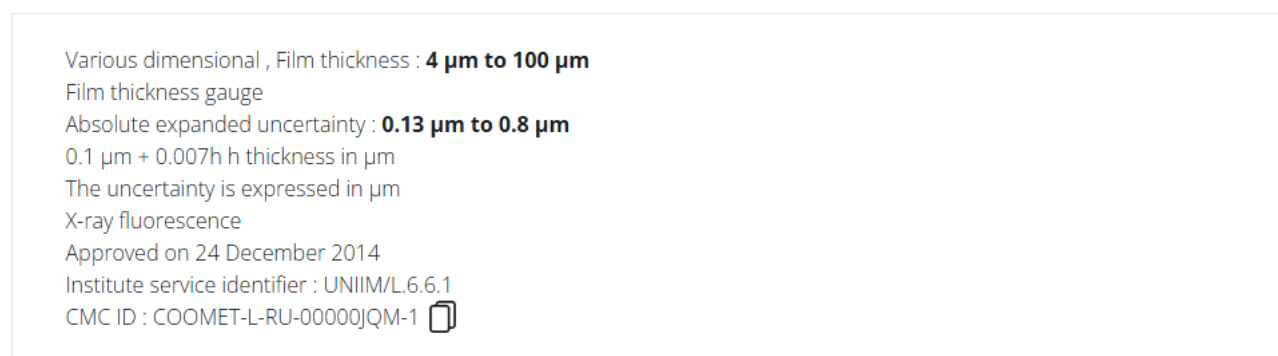 Various dimensional , Film thickness : 4 µm to 100 µm
Film thickness gauge
Absolute expanded uncertainty : 0.13 µm to 0.8 µm
0.1 µm + 0.007h h thickness in µm
The uncertainty is expressed in µm
X-ray fluorescence
Approved on 24 December 2014
Institute service identifier : UNIIM/L.6.6.1
CMC ID : COOMET-L-RU-00000JQM-1